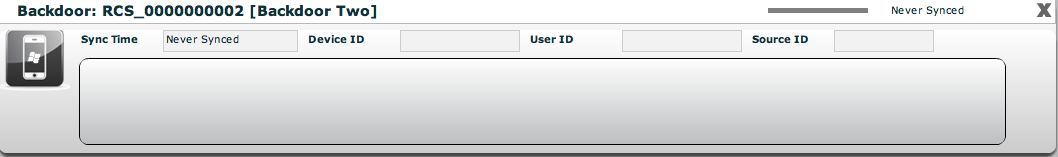 Backdoor: RCS_0000000002 [Backdoor Two] Never Synced X
Sync Time Never Synced Device ID User ID Source ID